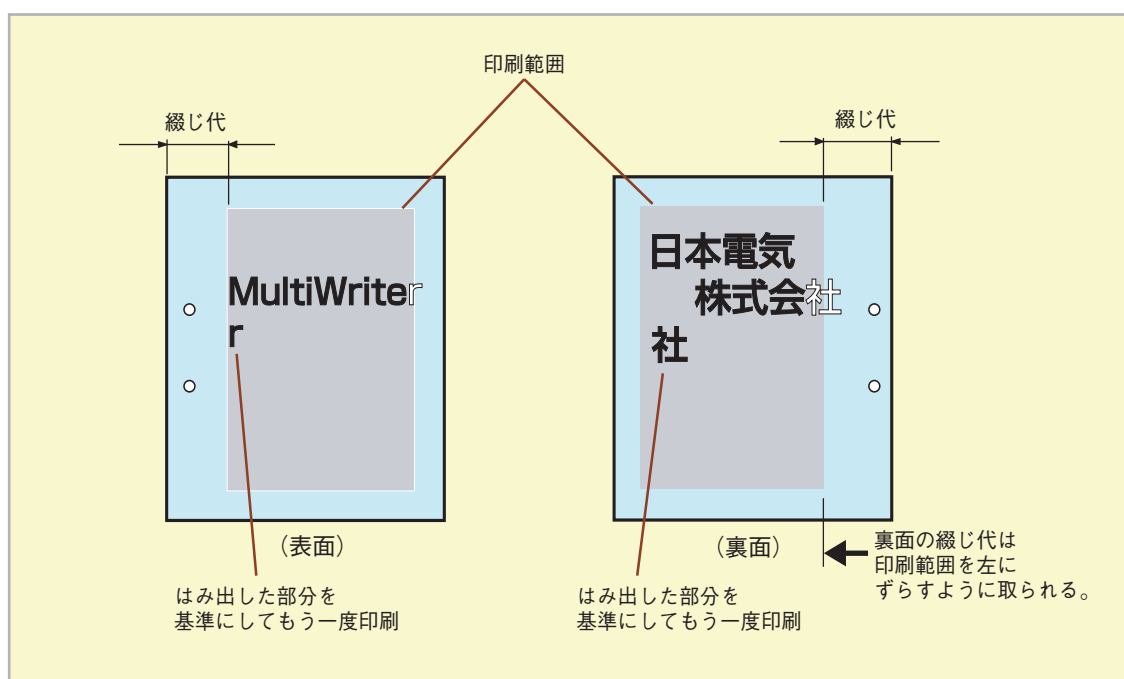 印刷範囲
綴じ代
綴じ代
MultiWriter
r
日本電気
株式会社
社
(表面)
(裏面)
はみ出した部分を
基準にしてもう一度印刷
はみ出した部分を
基準にしてもう一度印刷
裏面の綴じ代は
印刷範囲を左に
ずらすように取られる。